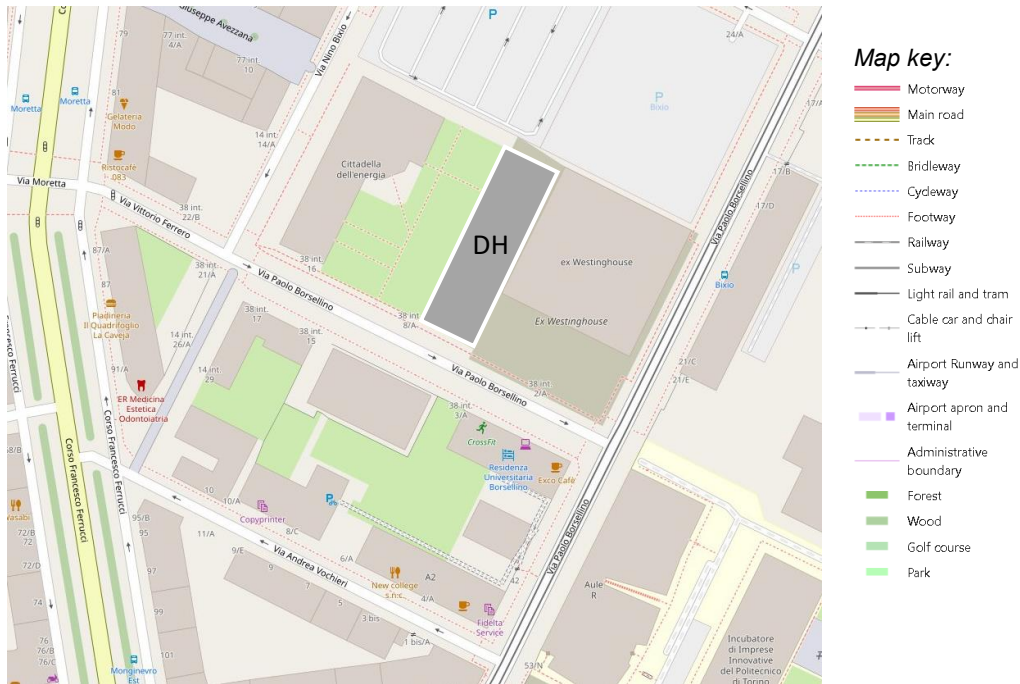 Giuseppe Avezzana
79
77 int.
4/A
77 int
10
Via Nino Bixio
P
24/A
Moretta
Moretta
81
Gelateria
Modo
Ristocafè
083
14 int.
14/A
P
Bixio
17/B
Via Moretta
Via Vittorio Ferrero
38 int.
22/B
Cittadella
dell'energia
17/D
DH
Via Paolo Borsellino
87/A
38 int.
21/A
38 int.
16
ex Westinghouse
P
Bixio
87
Piadineria
Il Quadrifoglio
La Caveja
Via Paolo Borsellino
38 int.
17
38 int.
8/A
Ex Westinghouse
14 int.
26/A
38 int.
15
91/A
14 int.
29
Via Paolo Borsellino
38 int.
2/A
21/C
21/E
ER Medicina
Estetica
Odontoiatria
38 int.
3/A
CrossFit
Residenza
Universitaria
Borsellino
Exco Cafè
Corso Francesco Ferrucci
Corso Francesco Ferrucci
10
10/A
P
Copyprinter
8/C
95/B
95
97
11/A
9/E
6/A
Via Andrea Vochieri
Via Paolo Borsellino
72/B
72
72/D
9
7
New college
s.n.c.
A2
4/A
42
Aule
R
74
5
3 bis
1 bis/A
Fidelta
Service
76
76/B
76/C
Monginevro
Est
53/N
Incubatore
di Imprese
Innovative
del Politecnico
di Torino
Map key:
Motorway
Main road
Track
Bridleway
Cycleway
Footway
Railway
Subway
Light rail and tram
Cable car and chair
lift
Airport Runway and
taxiway
Airport apron and
terminal
Administrative
boundary
Forest
Wood
Golf course
Park